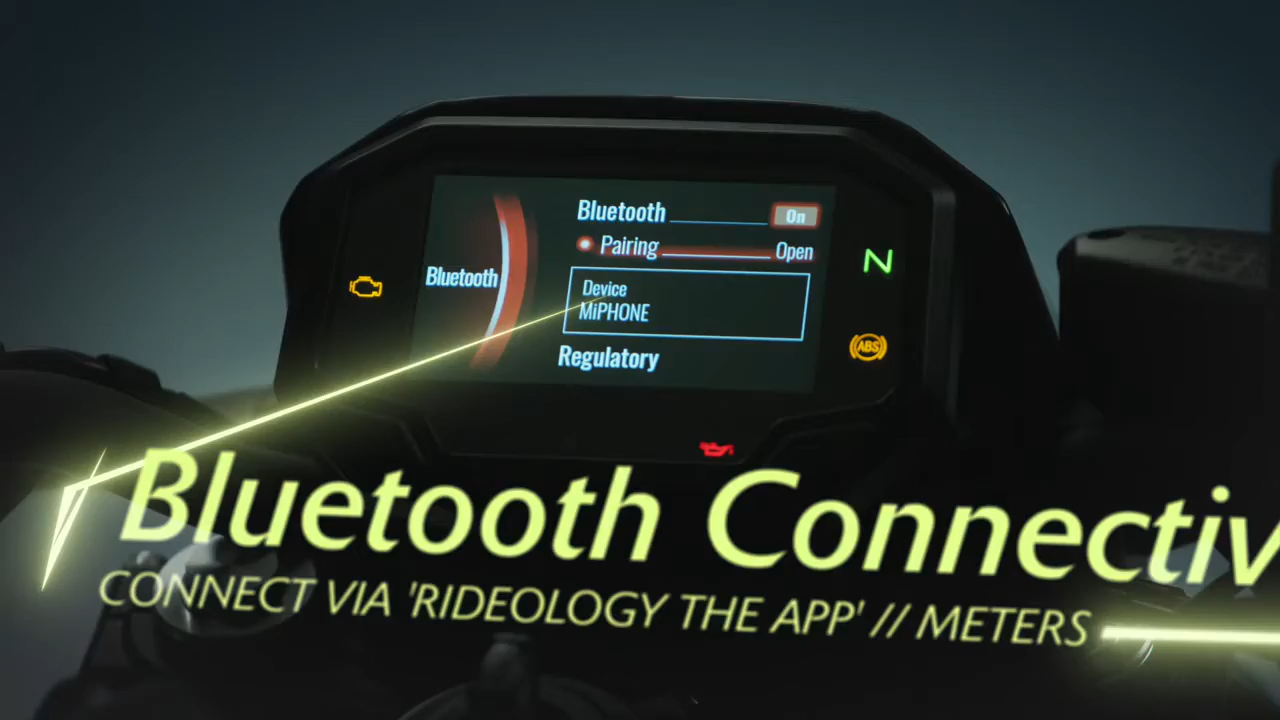 Bluetooth On
Pairing Open
Bluetooth
N
Device
MiPHONE
ABS
Regulatory
Bluetooth Connectiv
CONNECT VIA 'RIDEOLOGY THE APP' // METERS